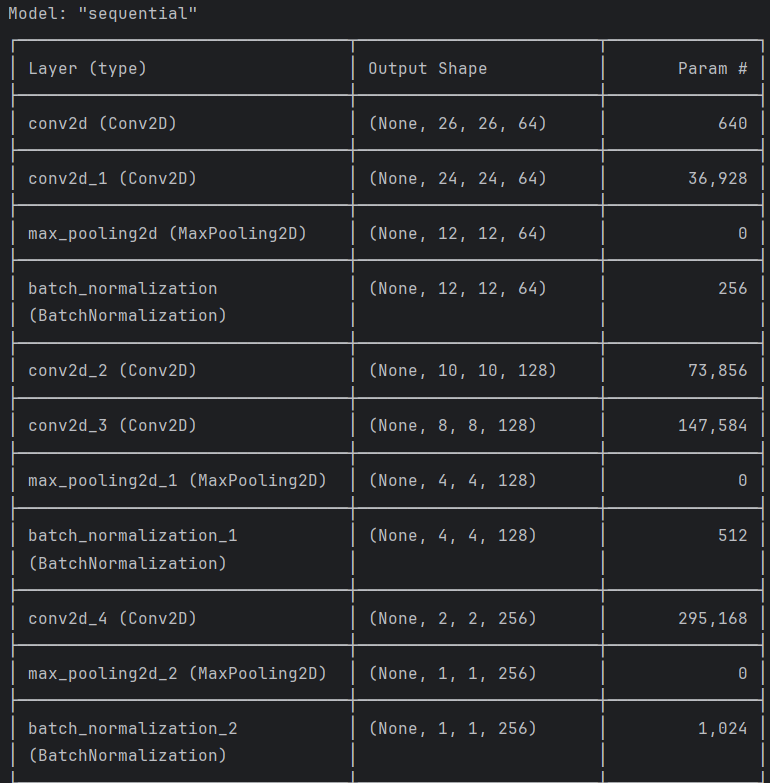 Model: "sequential"
Layer (type) Output Shape Param #
conv2d (Conv2D) (None, 26, 26, 64) 640
conv2d_1 (Conv2D) (None, 24, 24, 64) 36,928
max_pooling2d (MaxPooling2D) (None, 12, 12, 64) 0
batch_normalization (None, 12, 12, 64) 256
(BatchNormalization)
conv2d_2 (Conv2D) (None, 10, 10, 128) 73,856
conv2d_3 (Conv2D) (None, 8, 8, 128) 147,584
max_pooling2d_1 (MaxPooling2D) (None, 4, 4, 128) 0
batch_normalization_1 (None, 4, 4, 128) 512
(BatchNormalization)
conv2d_4 (Conv2D) (None, 2, 2, 256) 295,168
max_pooling2d_2 (MaxPooling2D) (None, 1, 1, 256) 0
batch_normalization_2 (None, 1, 1, 256) 1,024
(BatchNormalization)